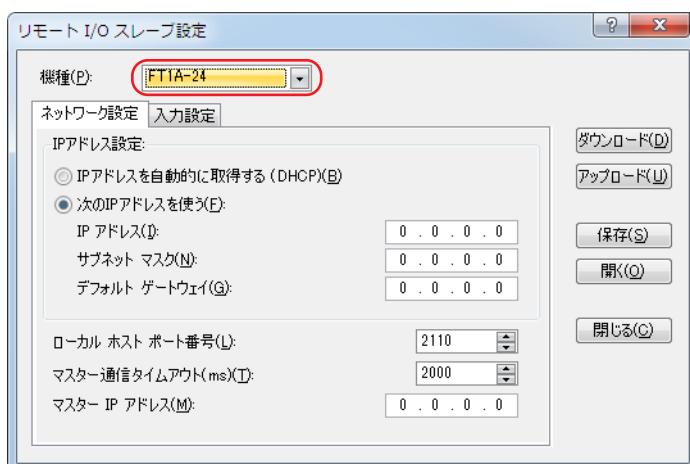 リモート I/O スレーブ設定
機種(P):
FT1A-24
ネットワーク設定
入力設定
IPアドレス設定:
IPアドレスを自動的に取得する(DHCP)(B)
次のIPアドレスを使う(F):
IP アドレス(I):
0 . 0 . 0 . 0
サブネット マスク(N):
0 . 0 . 0 . 0
デフォルト ゲートウェイ(G):
0 . 0 . 0 . 0
ローカル ホスト ポート番号(L):
2110
マスター通信タイムアウト(ms)(T):
2000
マスター IP アドレス(M):
0 . 0 . 0 . 0
ダウンロード(D)
アップロード(U)
保存(S)
開く(O)
閉じる(C)